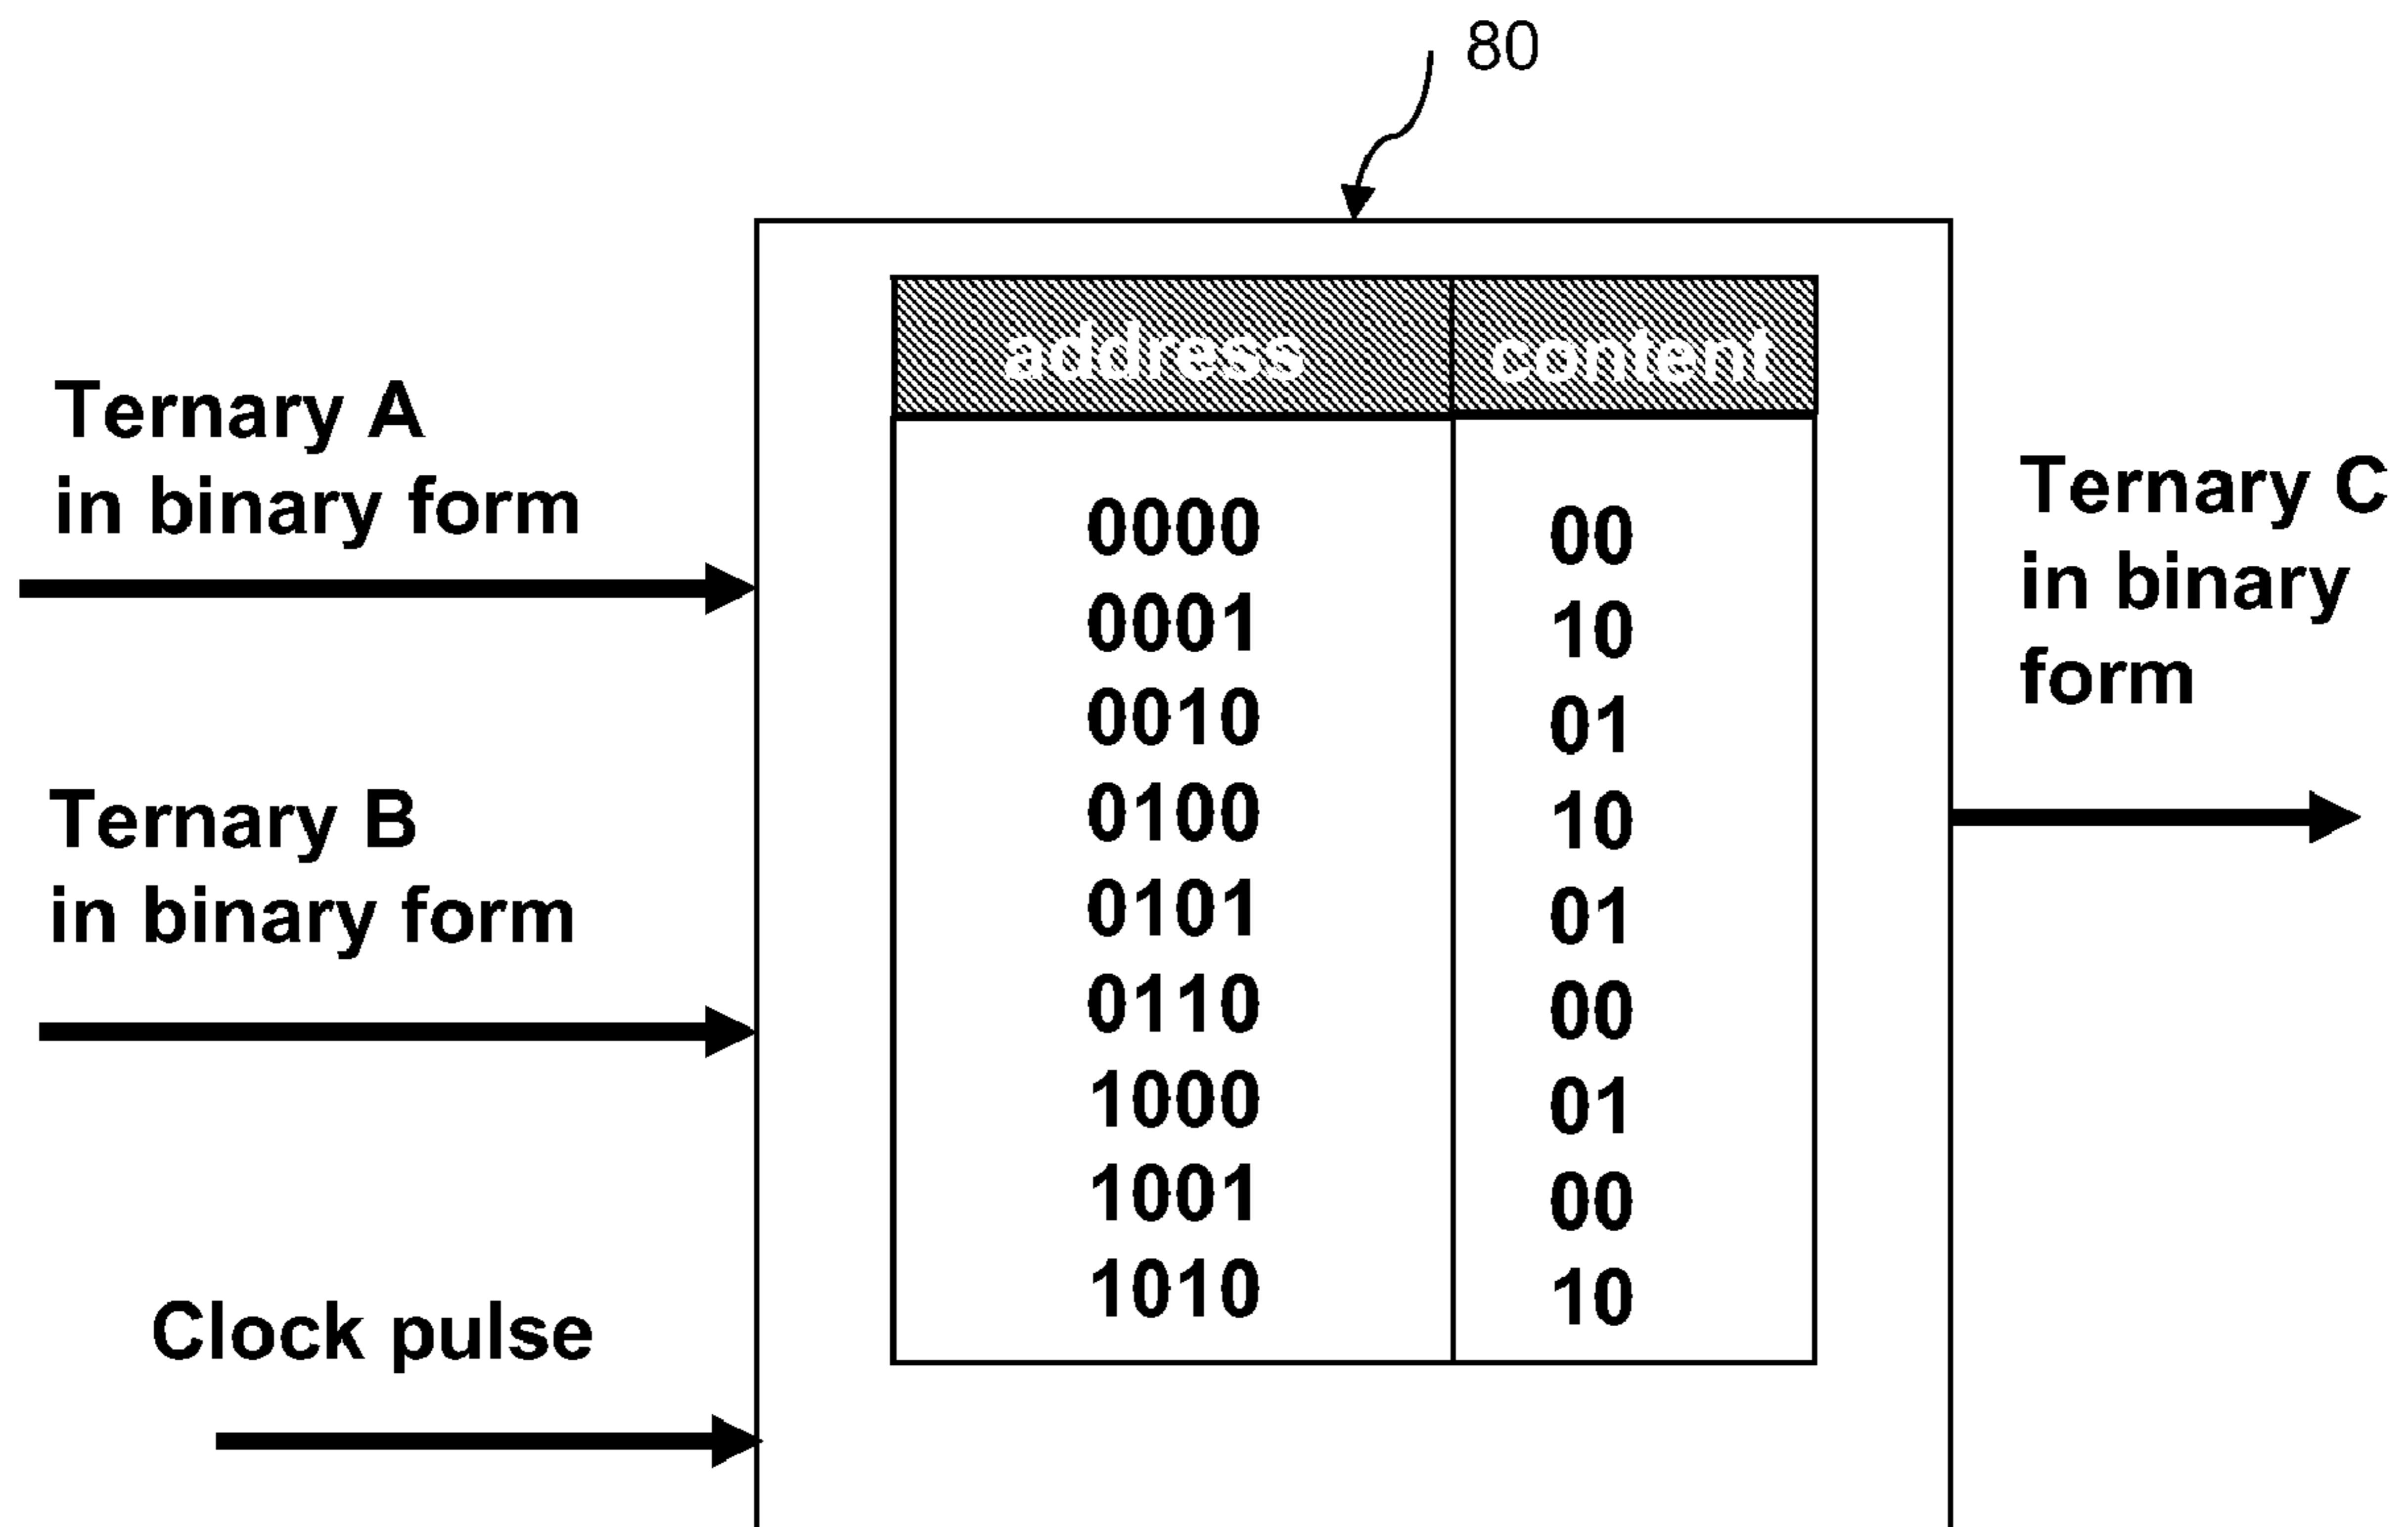 80
Ternary A
in binary form
Ternary B
in binary form
Clock pulse
address content
0000 00
0001 10
0010 01
0100 10
0101 01
0110 00
1000 01
1001 00
1010 10
Ternary C
in binary
form